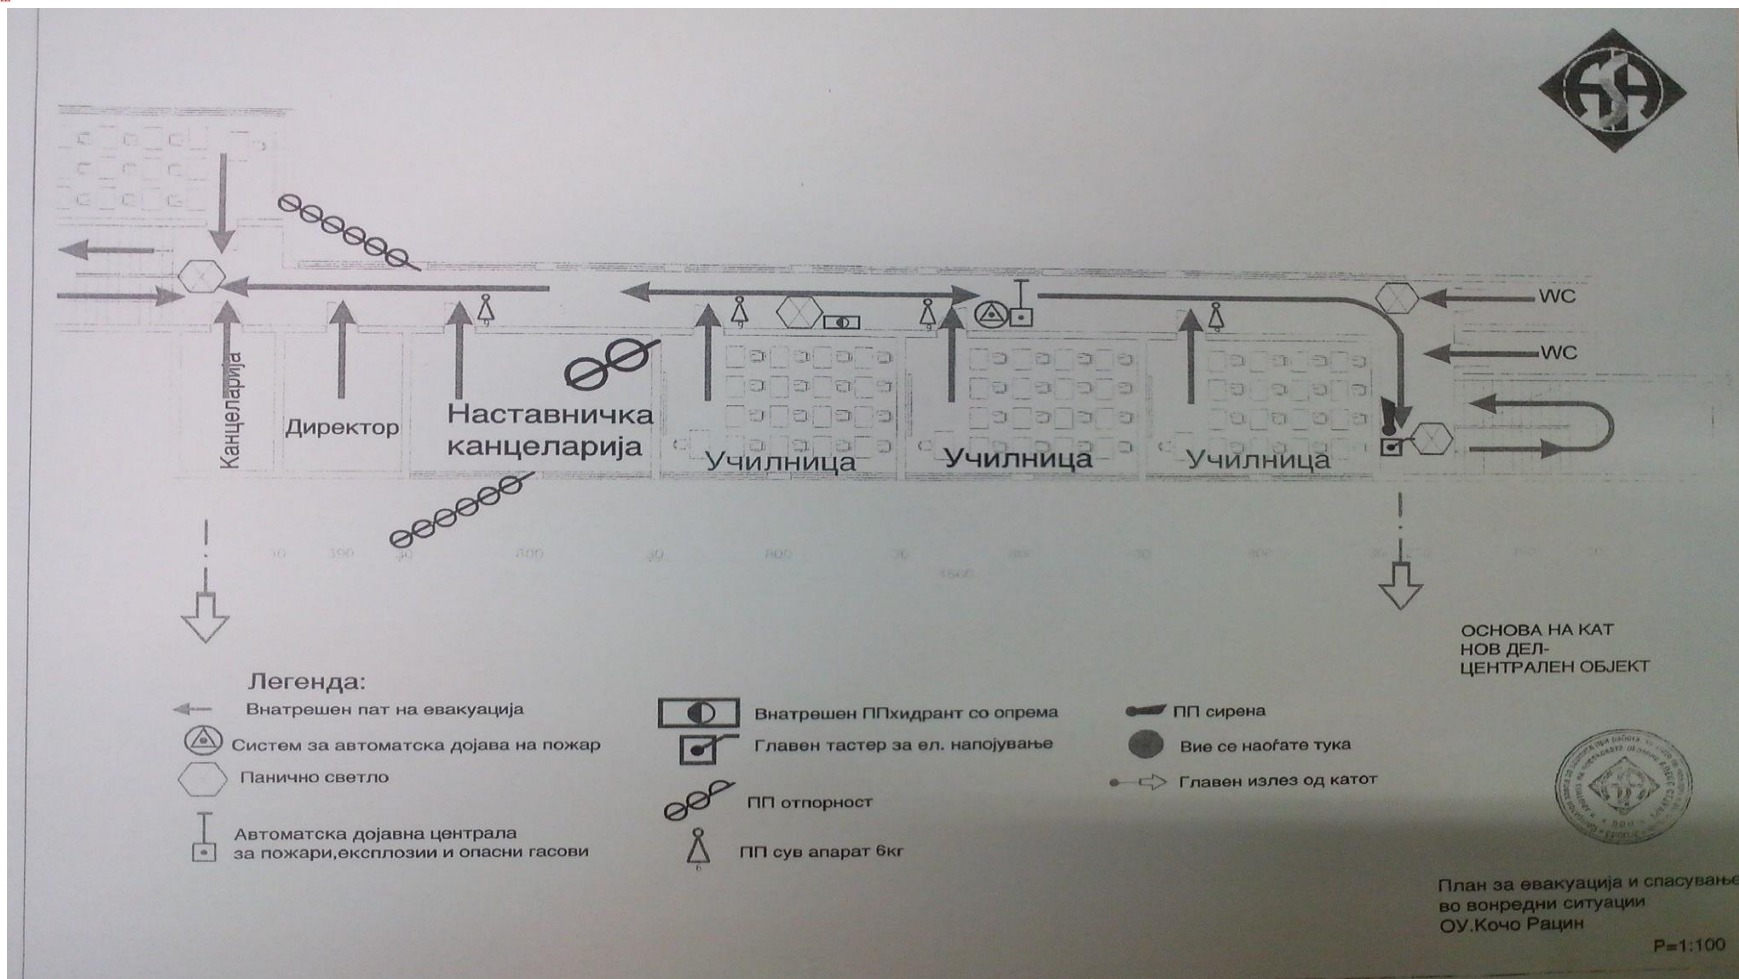 WC
WC
Канцеларија
Директор
Наставничка
канцеларија
Училница
Училница
Училница
ОСНОВА НА КАТ
НОВ ДЕЛ-
ЦЕНТРАЛЕН ОБЈЕКТ
Легенда:
Внатрешен пат на евакуација
Систем за автоматска дојава на пожар
Панично светло
Автоматска дојавна централа
за пожари,експлозии и опасни гасови
Внатрешен ППхидрант со опрема
Главен тастер за ел. напојување
ПП отпорност
ПП сув апарат 6кг
ПП сирена
Вие се наоѓате тука
Главен излез од катот
План за евакуација и спасување
во вонредни ситуации
ОУ.Кочо Рацин
P=1:100